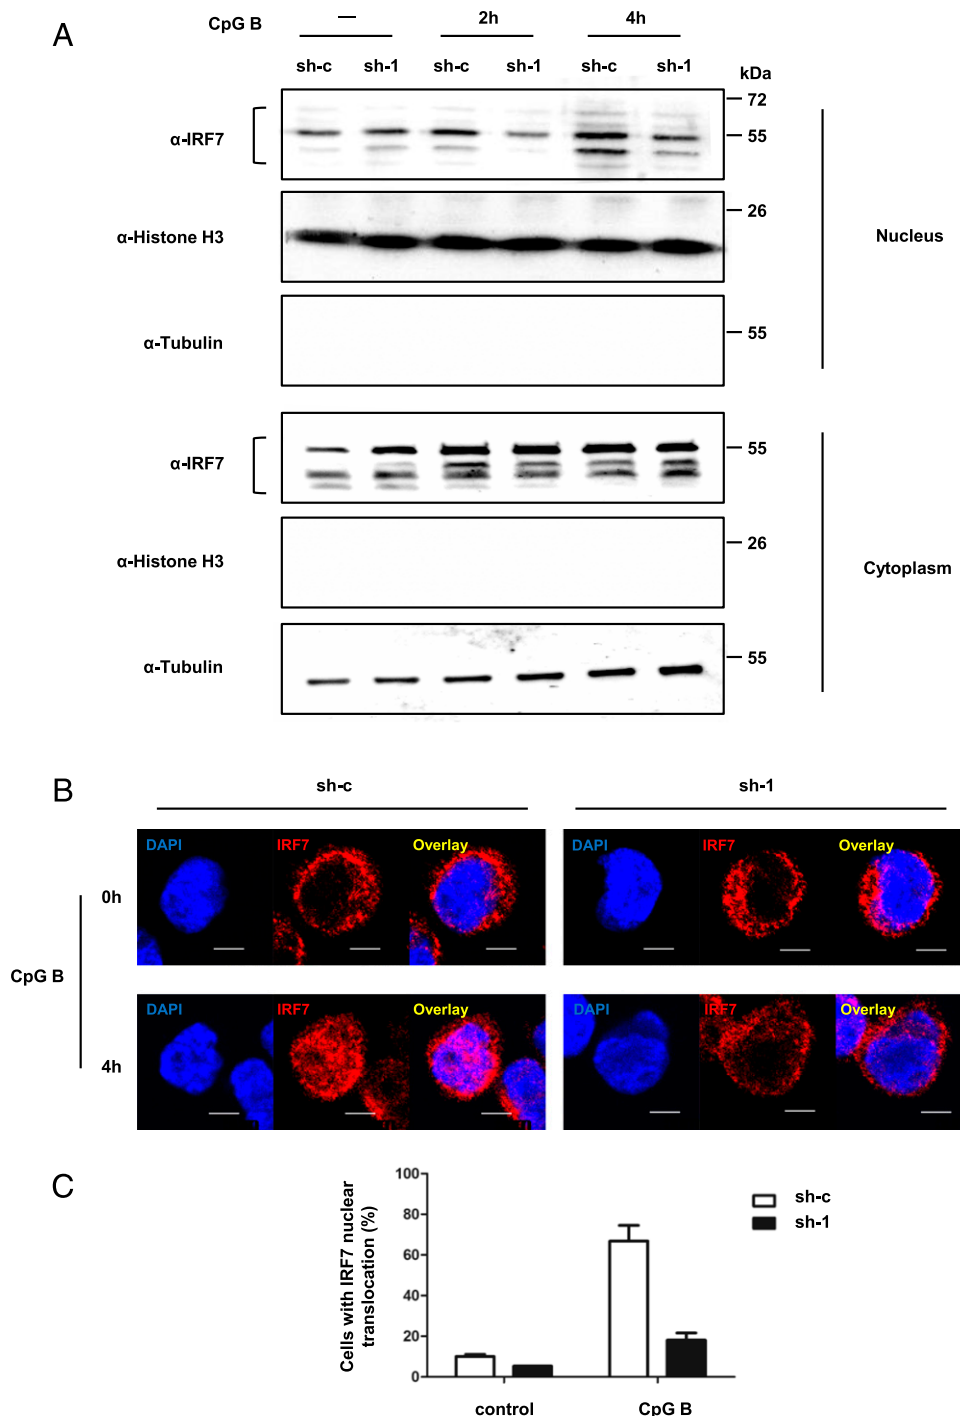 A
CpG B — 2h 4h
sh-c sh-1 sh-c sh-1 sh-c sh-1
kDa
72
α-IRF7
55
26
α-Histone H3
Nucleus
α-Tubulin
55
α-IRF7
55
α-Histone H3
26
Cytoplasm
α-Tubulin
55
B
sh-c sh-1
DAPI IRF7 Overlay DAPI IRF7 Overlay
0h
CpG B
DAPI IRF7 Overlay DAPI IRF7 Overlay
4h
C
Cells with IRF7 nuclear
translocation (%)
100
80
60
40
20
0
sh-c
sh-1
control CpG B